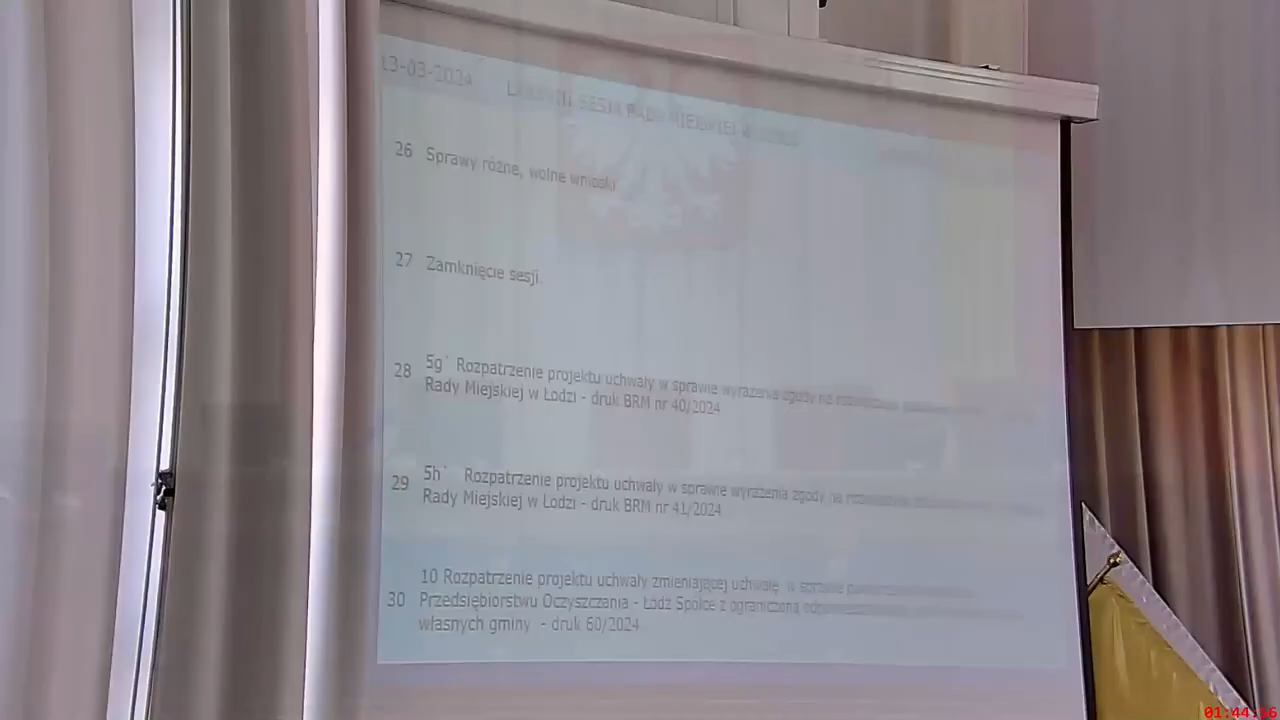 13-03-2024 SESJA RADY MIEJSKIEJ
26 Sprawy różne, wolne wnioski
27 Zamknięcie sesji.
28 5g` Rozpatrzenie projektu uchwały w sprawie wyrażenia zgody na
Rady Miejskiej w Łodzi - druk BRM nr 40/2024
29 5h` Rozpatrzenie projektu uchwały w sprawie wyrażenia zgody na
Rady Miejskiej w Łodzi - druk BRM nr 41/2024
10 Rozpatrzenie projektu uchwały zmieniającej uchwałę w sprawie
30 Przedsiębiorstwu Oczyszczania - Łódź Spółce z ograniczoną
własnych gminy - druk 60/2024